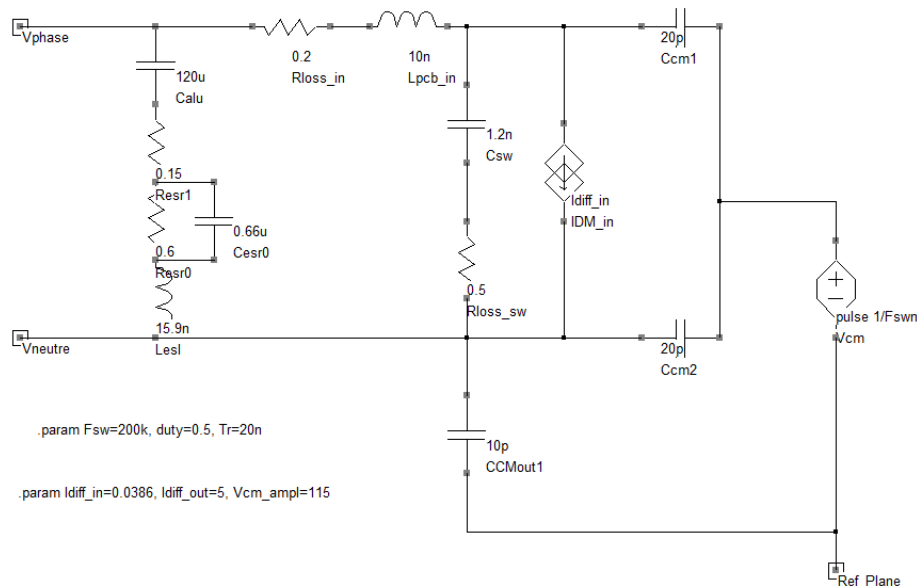 Vphase
120u
Calu
0.2
Rloss_in
10n
Lpcb_in
20p
Ccm1
1.2n
Csw
0.15
Resr1
0.66u
Cesr0
0.6
Resr0
Idiff_in
IDM_in
0.5
Rloss_sw
15.9n
Lesl
Vneutre
20p
Ccm2
+
−
pulse 1/Fswn
Vcm
10p
CCMout1
.param Fsw=200k, duty=0.5, Tr=20n
.param Idiff_in=0.0386, Idiff_out=5, Vcm_ampl=115
Ref_Plane